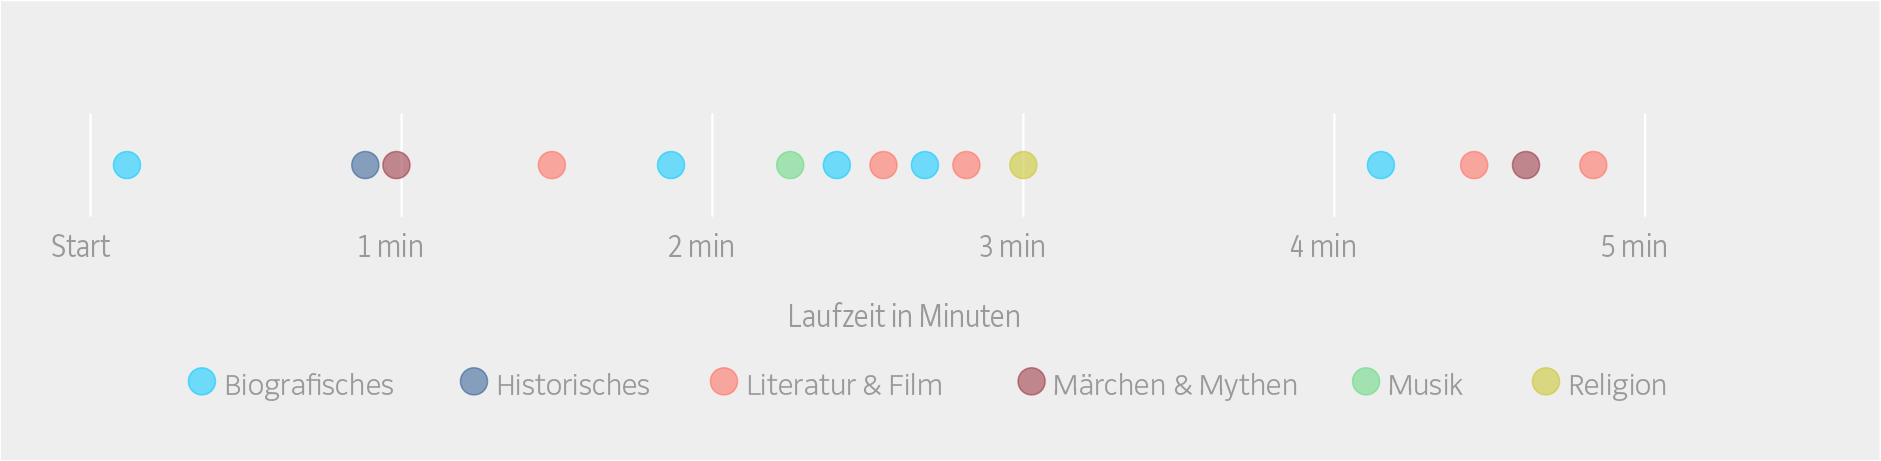 Start 1 min 2 min 3 min 4 min 5 min
Laufzeit in Minuten
Biografisches Historisches Literatur & Film Märchen & Mythen Musik Religion